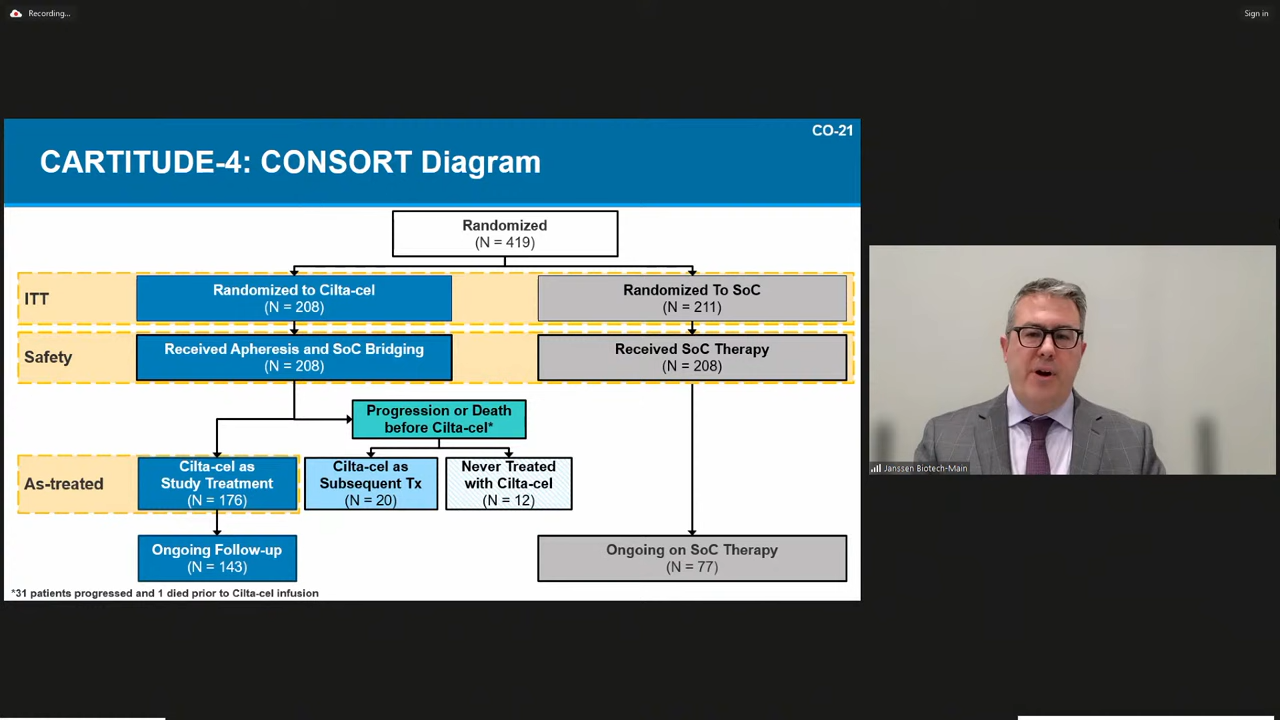 Recording...
Sign in
CO-21
CARTITUDE-4: CONSORT Diagram
Randomized
(N = 419)
ITT
Randomized to Cilta-cel
(N = 208)
Randomized To SoC
(N = 211)
Safety
Received Apheresis and SoC Bridging
(N = 208)
Received SoC Therapy
(N = 208)
Progression or Death
before Cilta-cel*
As-treated
Cilta-cel as
Study Treatment
(N = 176)
Cilta-cel as
Subsequent Tx
(N = 20)
Never Treated
with Cilta-cel
(N = 12)
Ongoing Follow-up
(N = 143)
Ongoing on SoC Therapy
(N = 77)
*31 patients progressed and 1 died prior to Cilta-cel infusion
Janssen Biotech-Main